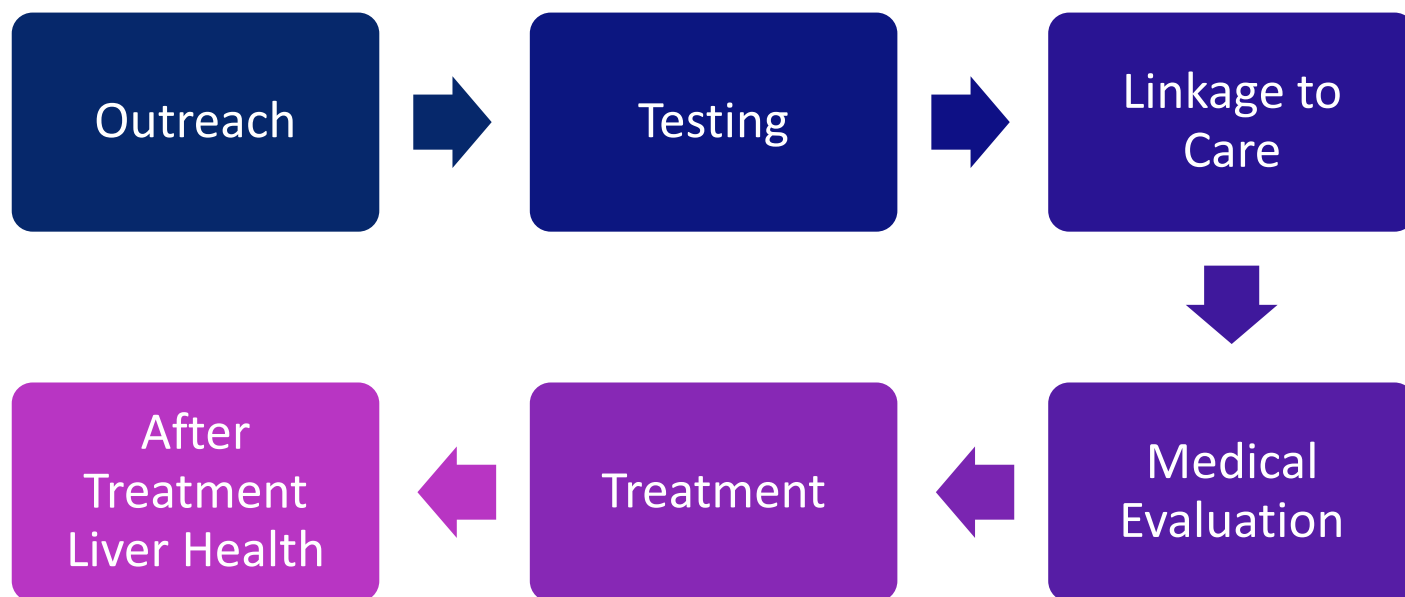 Outreach
Testing
Linkage to
Care
Medical
Evaluation
Treatment
After
Treatment
Liver Health